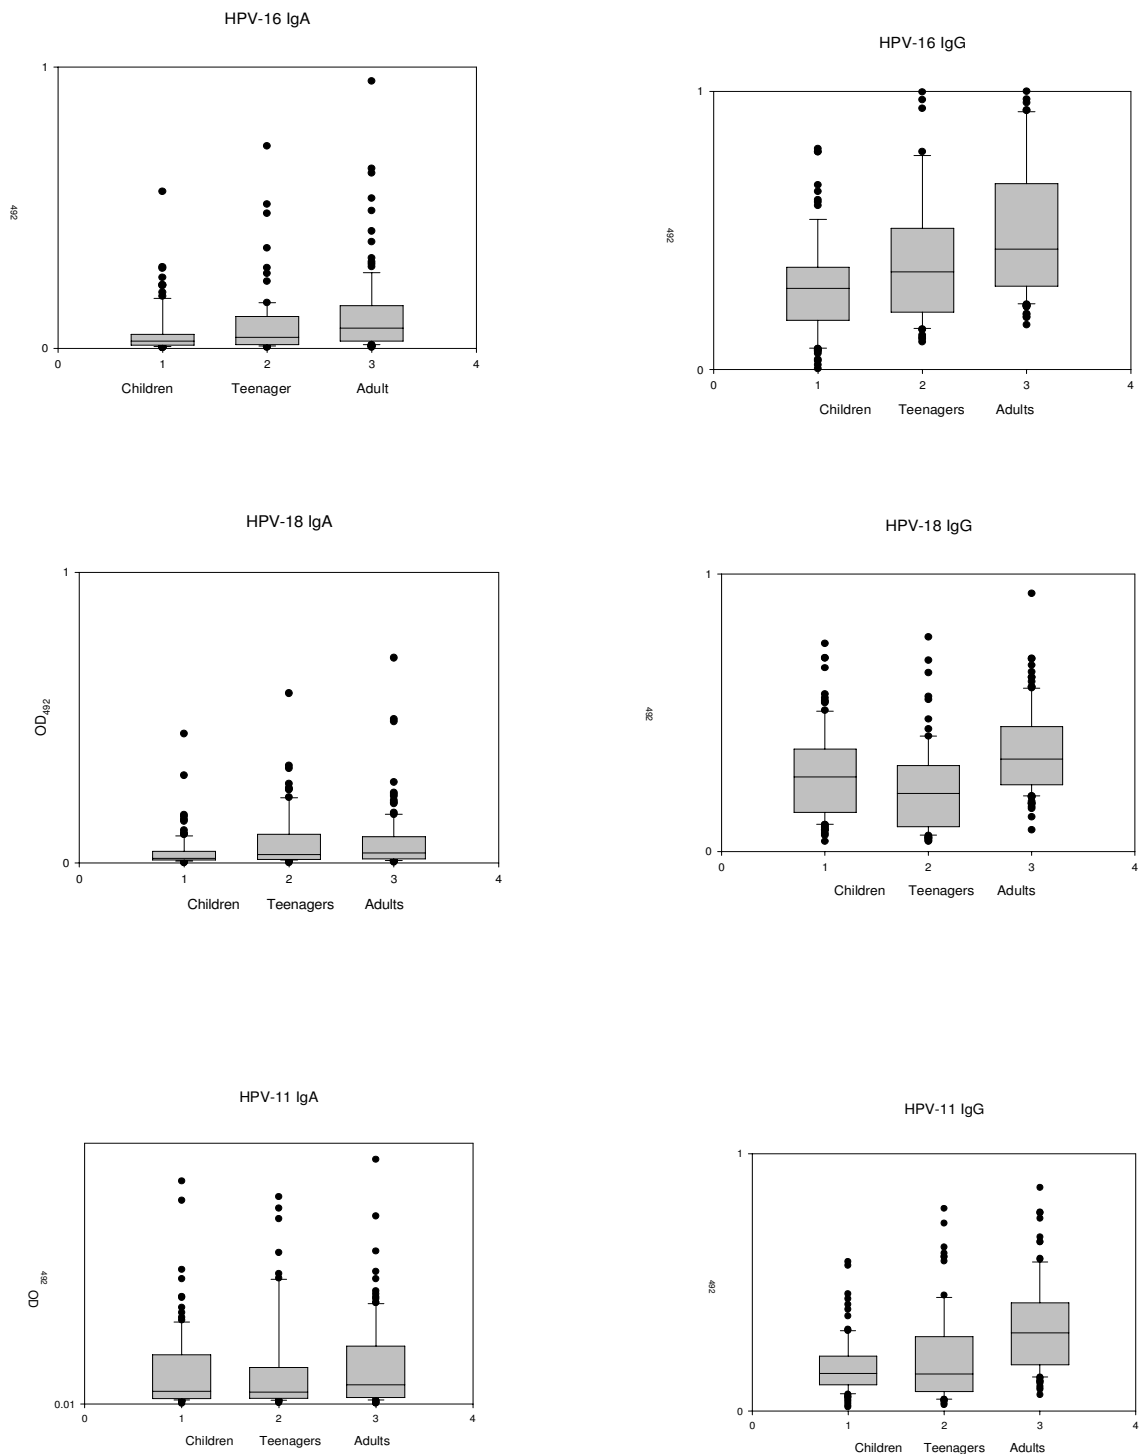 HPV-16 IgA
1
492
0
0
1
2
3
4
Children
Teenager
Adult
HPV-16 IgG
1
492
0
0
1
2
3
4
Children
Teenagers
Adults
HPV-18 IgA
1
OD492
0
0
1
2
3
4
Children
Teenagers
Adults
HPV-18 IgG
1
492
0
0
1
2
3
4
Children
Teenagers
Adults
HPV-11 IgA
OD 492
0.01
0
1
2
3
4
Children
Teenagers
Adults
HPV-11 IgG
1
492
0
0
1
2
3
4
Children
Teenagers
Adults